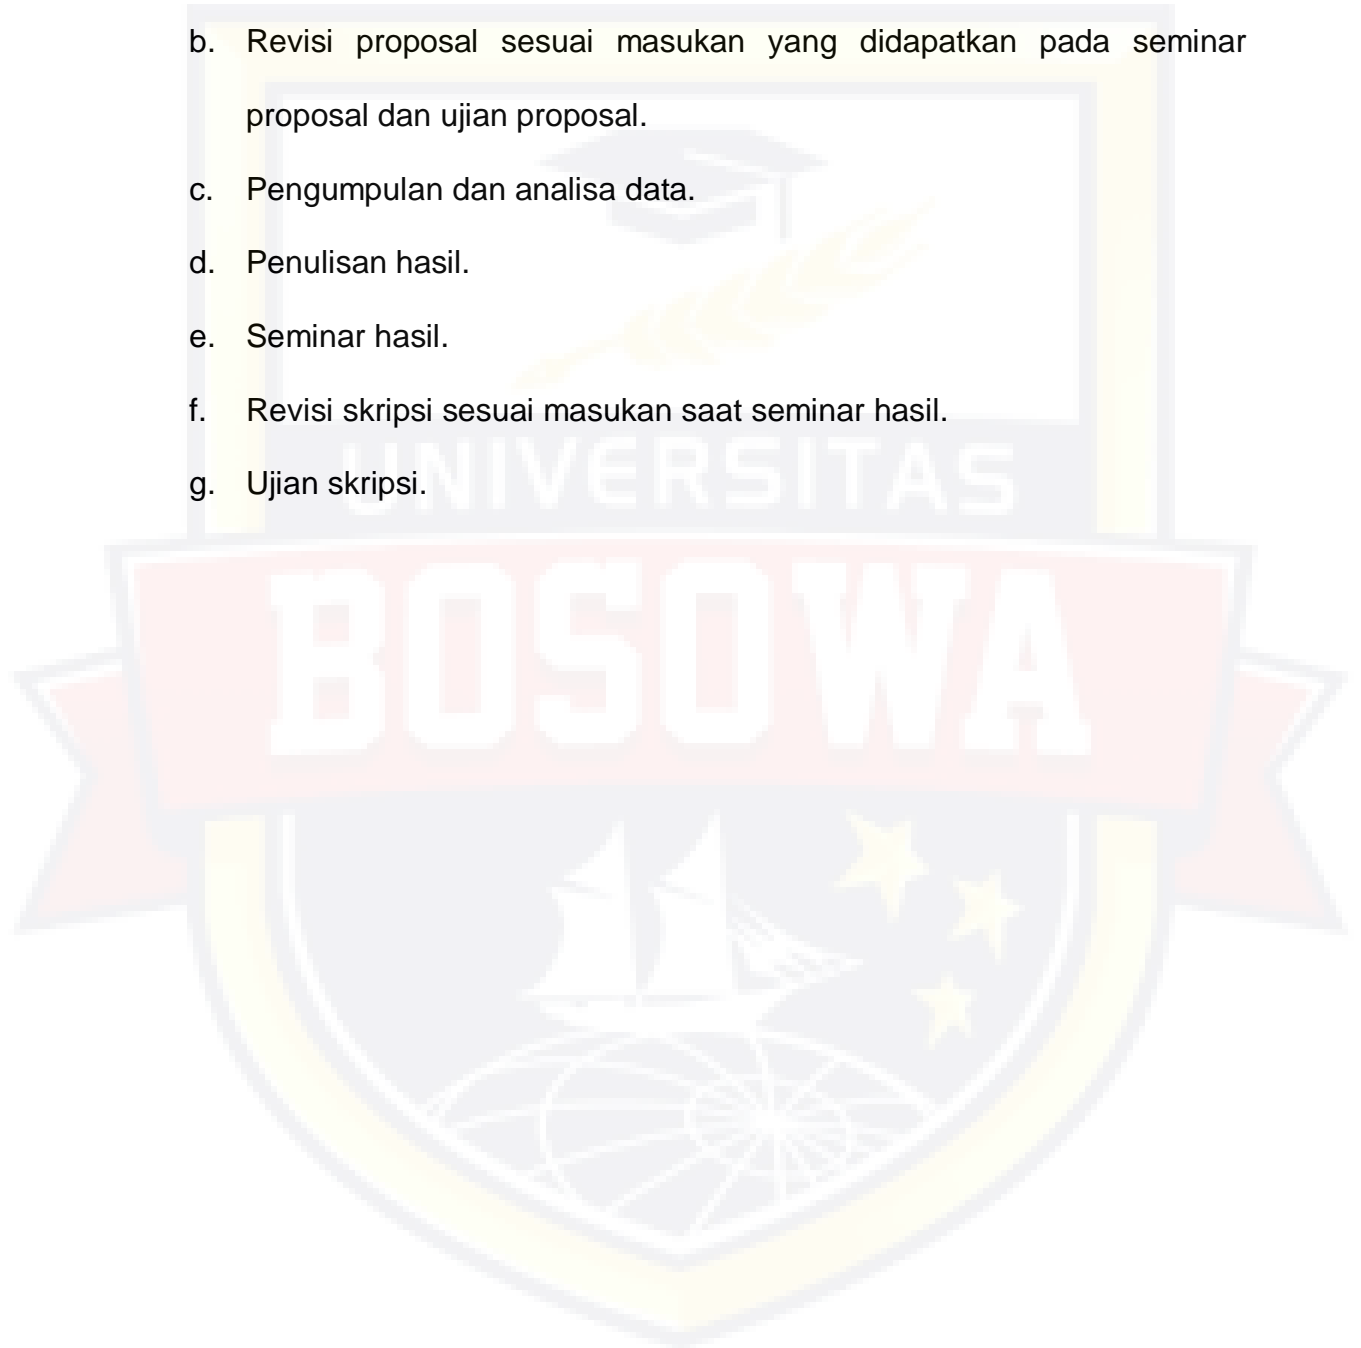 b. Revisi proposal sesuai masukan yang didapatkan pada seminar
proposal dan ujian proposal.
c. Pengumpulan dan analisa data.
d. Penulisan hasil.
e. Seminar hasil.
f. Revisi skripsi sesuai masukan saat seminar hasil.
g. Ujian skripsi.
UNIVERSITAS
BOSOWA